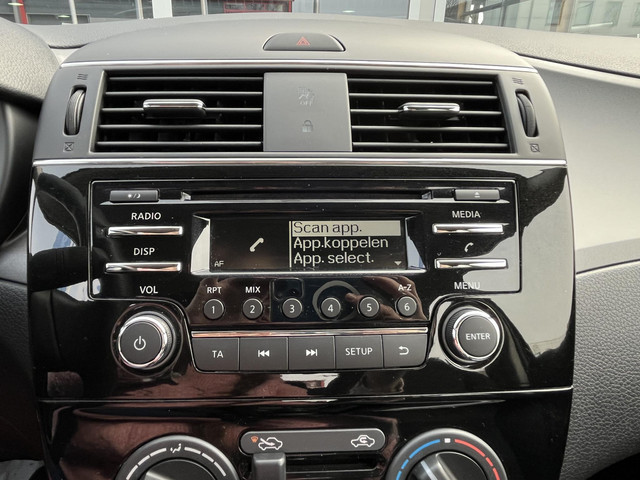 RADIO
MEDIA
Scan app.
App.koppelen
App. select.
DISP
AF
VOL
RPT
MIX
A-Z
MENU
1
2
3
4
5
6
ENTER
TA
SETUP